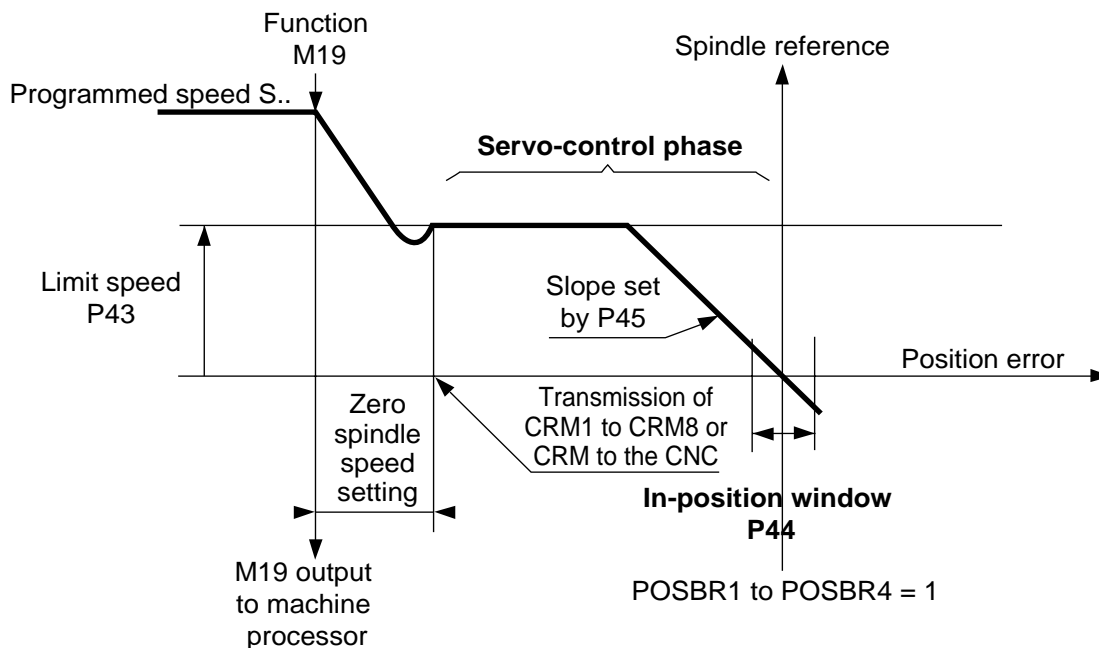 Function
M19
Spindle reference
Programmed speed S..
Servo-control phase
Limit speed
P43
Slope set
by P45
Position error
Zero
spindle
speed
setting
Transmission of
CRM1 to CRM8 or
CRM to the CNC
In-position window
P44
M19 output
to machine
processor
POSBR1 to POSBR4 = 1